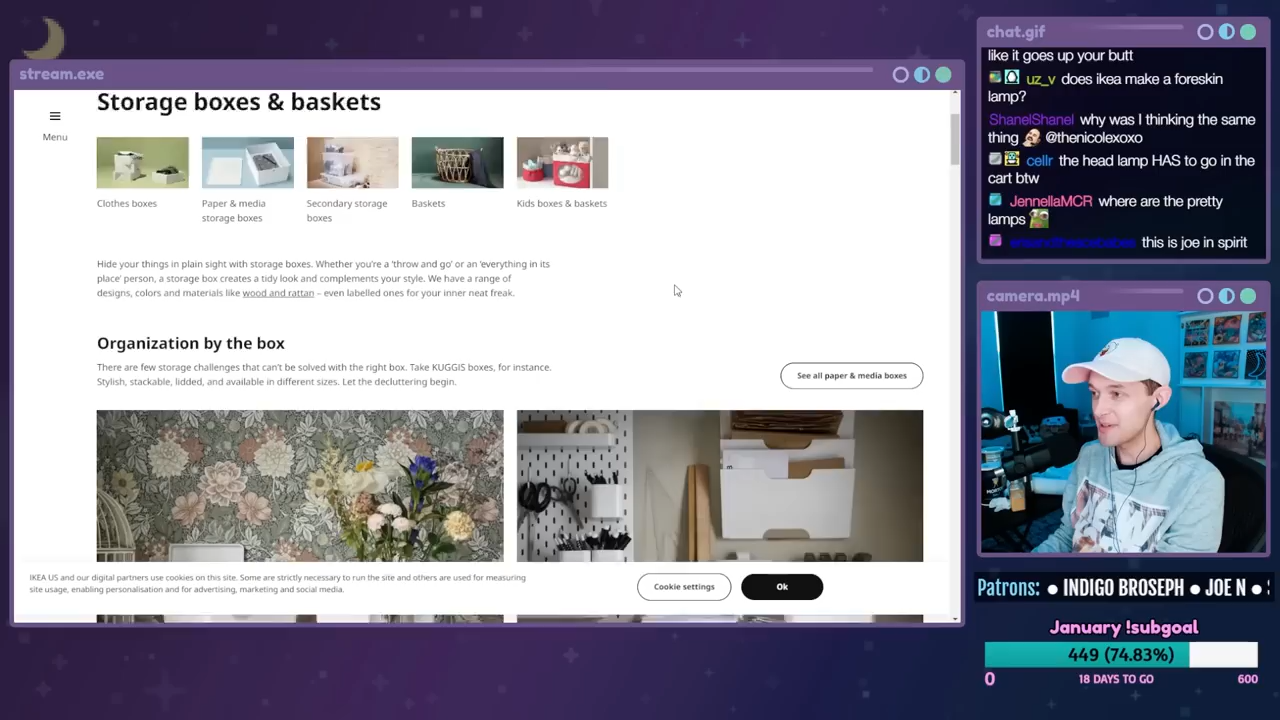 stream.exe
Menu
Storage boxes & baskets
Clothes boxes
Paper & media
storage boxes
Secondary storage
boxes
Baskets
Kids boxes & baskets
Hide your things in plain sight with storage boxes. Whether you're a 'throw and go' or an 'everything in its
place' person, a storage box creates a tidy look and complements your style. We have a range of
designs, colors and materials like wood and rattan – even labelled ones for your inner neat freak.
Organization by the box
There are few storage challenges that can't be solved with the right box. Take KUGGIS boxes, for instance.
Stylish, stackable, lidded, and available in different sizes. Let the decluttering begin.
See all paper & media boxes
IKEA US and our digital partners use cookies on this site. Some are strictly necessary to run the site and others are used for measuring
site usage, enabling personalisation and for advertising, marketing and social media.
Cookie settings
Ok
chat.gif
like it goes up your butt
uz_v does ikea make a foreskin
lamp?
ShanelShanel why was I thinking the same
thing @thenicolexoxo
cellr the head lamp HAS to go in the
cart btw
JennellaMCR where are the pretty
lamps
this is joe in spirit
camera.mp4
Patrons: ● INDIGO BROSEPH ● JOE N ●
January !subgoal
449 (74.83%)
0
18 DAYS TO GO
600